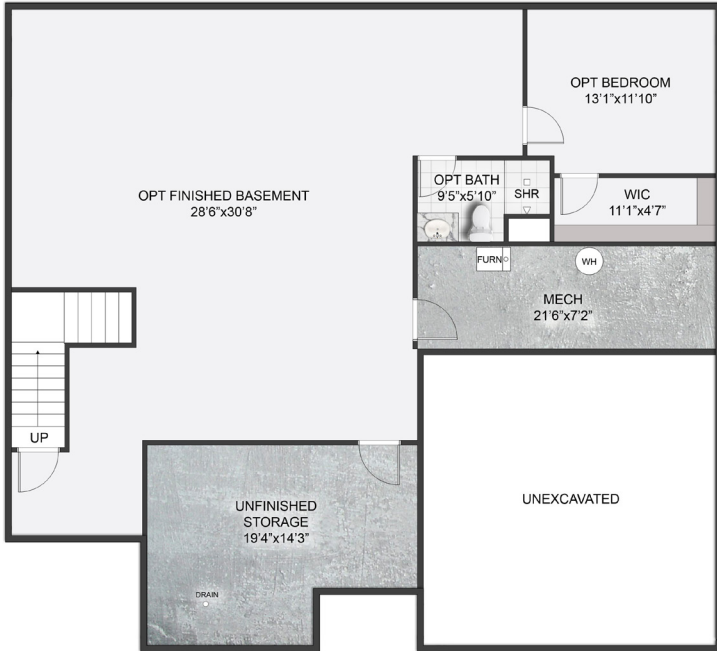 OPT BEDROOM
13'1"x11'10"
OPT BATH
9'5"x5'10"
SHR
OPT FINISHED BASEMENT
28'6"x30'8"
WIC
11'1"x4'7"
FURN
WH
MECH
21'6"x7'2"
UP
UNFINISHED
STORAGE
19'4"x14'3"
UNEXCAVATED
DRAIN